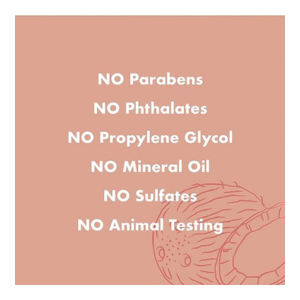 NO Parabens
NO Phthalates
NO Propylene Glycol
NO Mineral Oil
NO Sulfates
NO Animal Testing